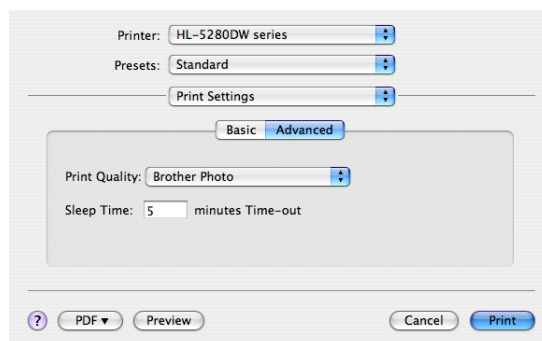 Printer: HL-5280DW series
Presets: Standard
Print Settings
Basic Advanced
Print Quality: Brother Photo
Sleep Time: 5 minutes Time-out
? PDF ▼ Preview Cancel Print